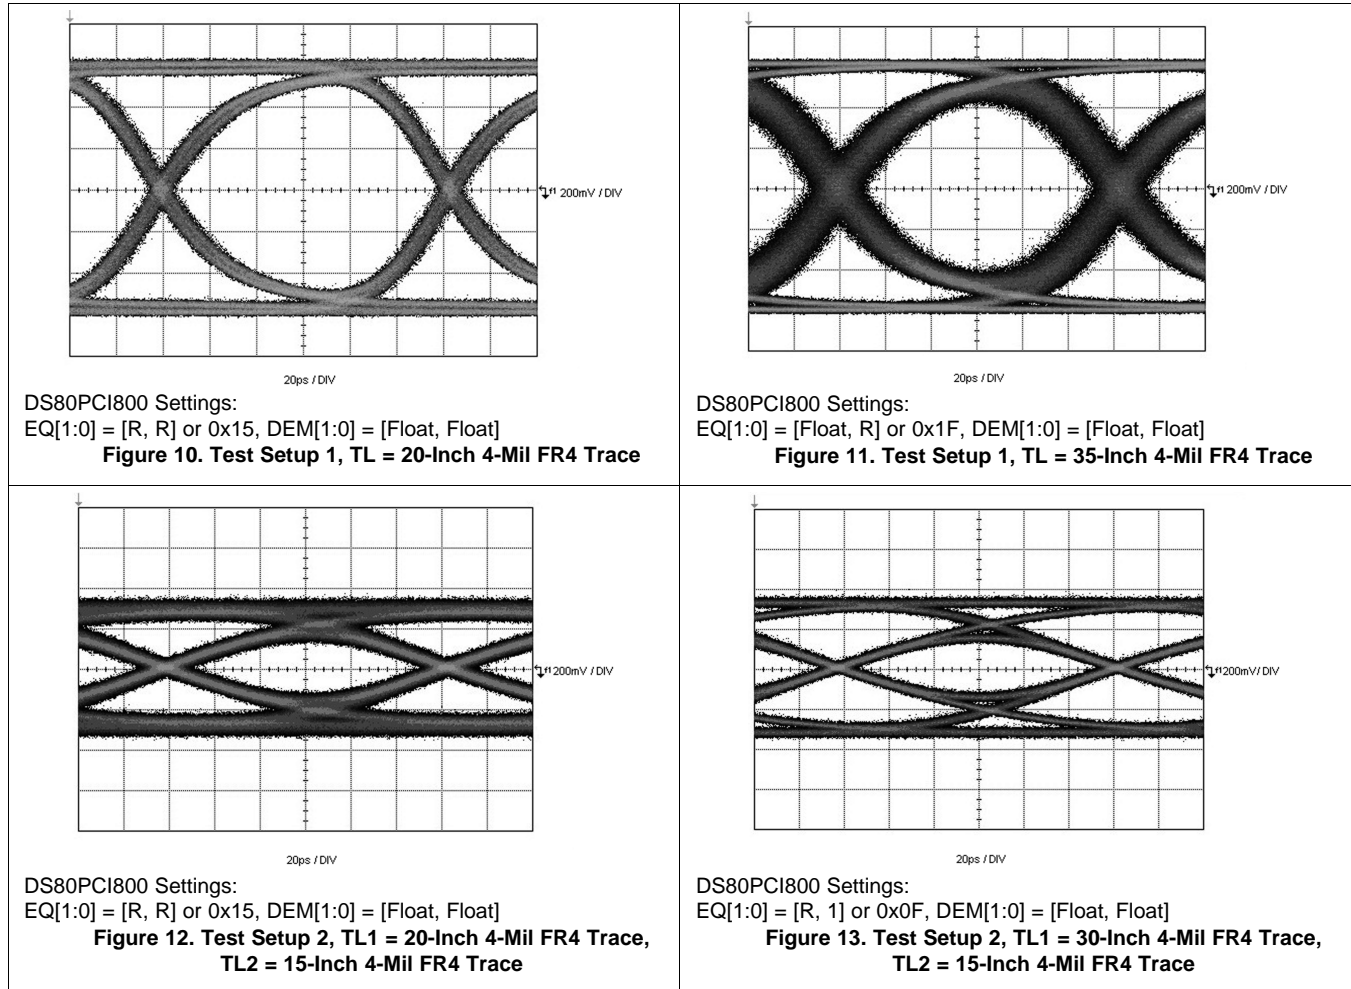 f1 200mV / DIV
20ps / DIV
DS80PCI800 Settings:
EQ[1:0] = [R, R] or 0x15, DEM[1:0] = [Float, Float]
Figure 10. Test Setup 1, TL = 20-Inch 4-Mil FR4 Trace
f1 200mV / DIV
20ps / DIV
DS80PCI800 Settings:
EQ[1:0] = [Float, R] or 0x1F, DEM[1:0] = [Float, Float]
Figure 11. Test Setup 1, TL = 35-Inch 4-Mil FR4 Trace
f1 200mV / DIV
20ps / DIV
DS80PCI800 Settings:
EQ[1:0] = [R, R] or 0x15, DEM[1:0] = [Float, Float]
Figure 12. Test Setup 2, TL1 = 20-Inch 4-Mil FR4 Trace,
TL2 = 15-Inch 4-Mil FR4 Trace
f1 200mV / DIV
20ps / DIV
DS80PCI800 Settings:
EQ[1:0] = [R, 1] or 0x0F, DEM[1:0] = [Float, Float]
Figure 13. Test Setup 2, TL1 = 30-Inch 4-Mil FR4 Trace,
TL2 = 15-Inch 4-Mil FR4 Trace